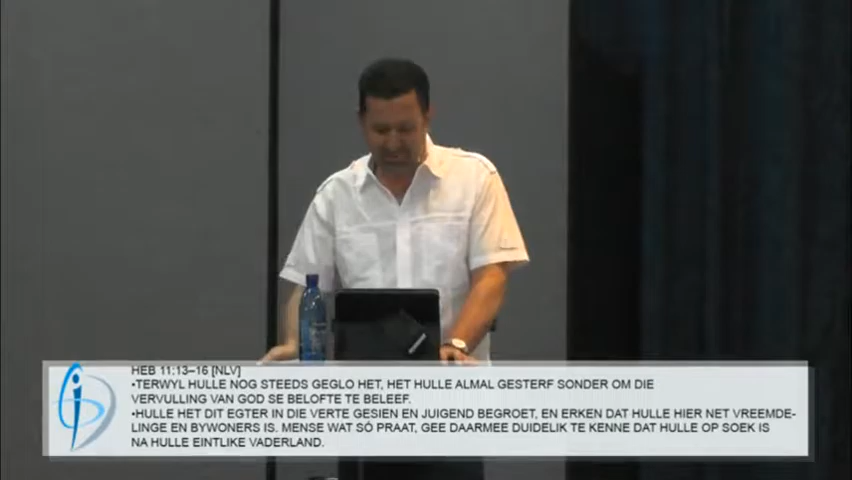 HEB 11:13–16 [NLV]
•TERWYL HULLE NOG STEEDS GEGLO HET, HET HULLE ALMAL GESTERF SONDER OM DIE
VERVULLING VAN GOD SE BELOFTE TE BELEEF.
•HULLE HET DIT EGTER IN DIE VERTE GESIEN EN JUIGEND BEGROET, EN ERKEN DAT HULLE HIER NET VREEMDE-
LINGE EN BYWONERS IS. MENSE WAT SÓ PRAAT, GEE DAARMEE DUIDELIK TE KENNE DAT HULLE OP SOEK IS
NA HULLE EINTLIKE VADERLAND.